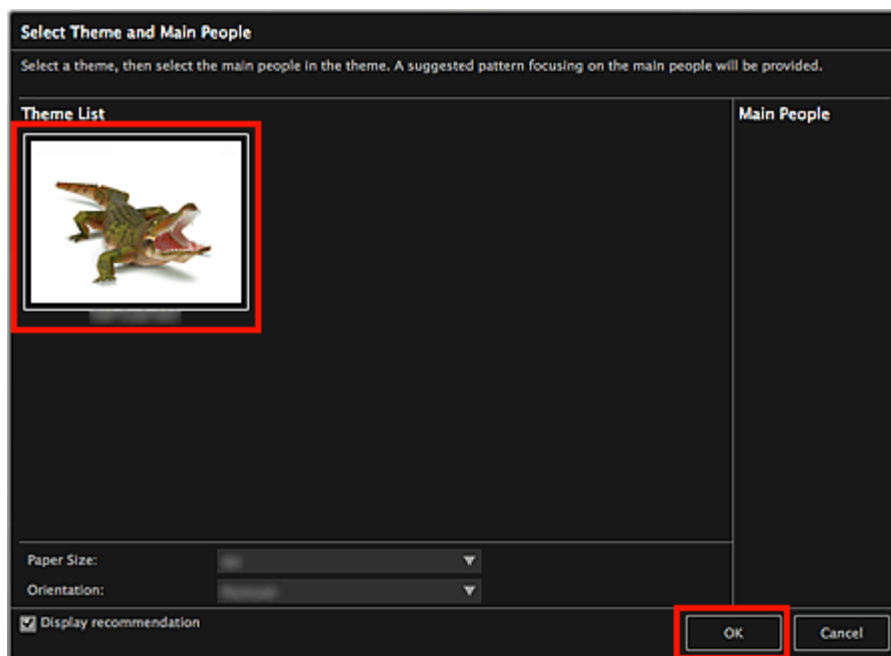 Select Theme and Main People
Select a theme, then select the main people in the theme. A suggested pattern focusing on the main people will be provided.
Theme List
Main People
Paper Size:
Orientation:
Display recommendation
OK
Cancel